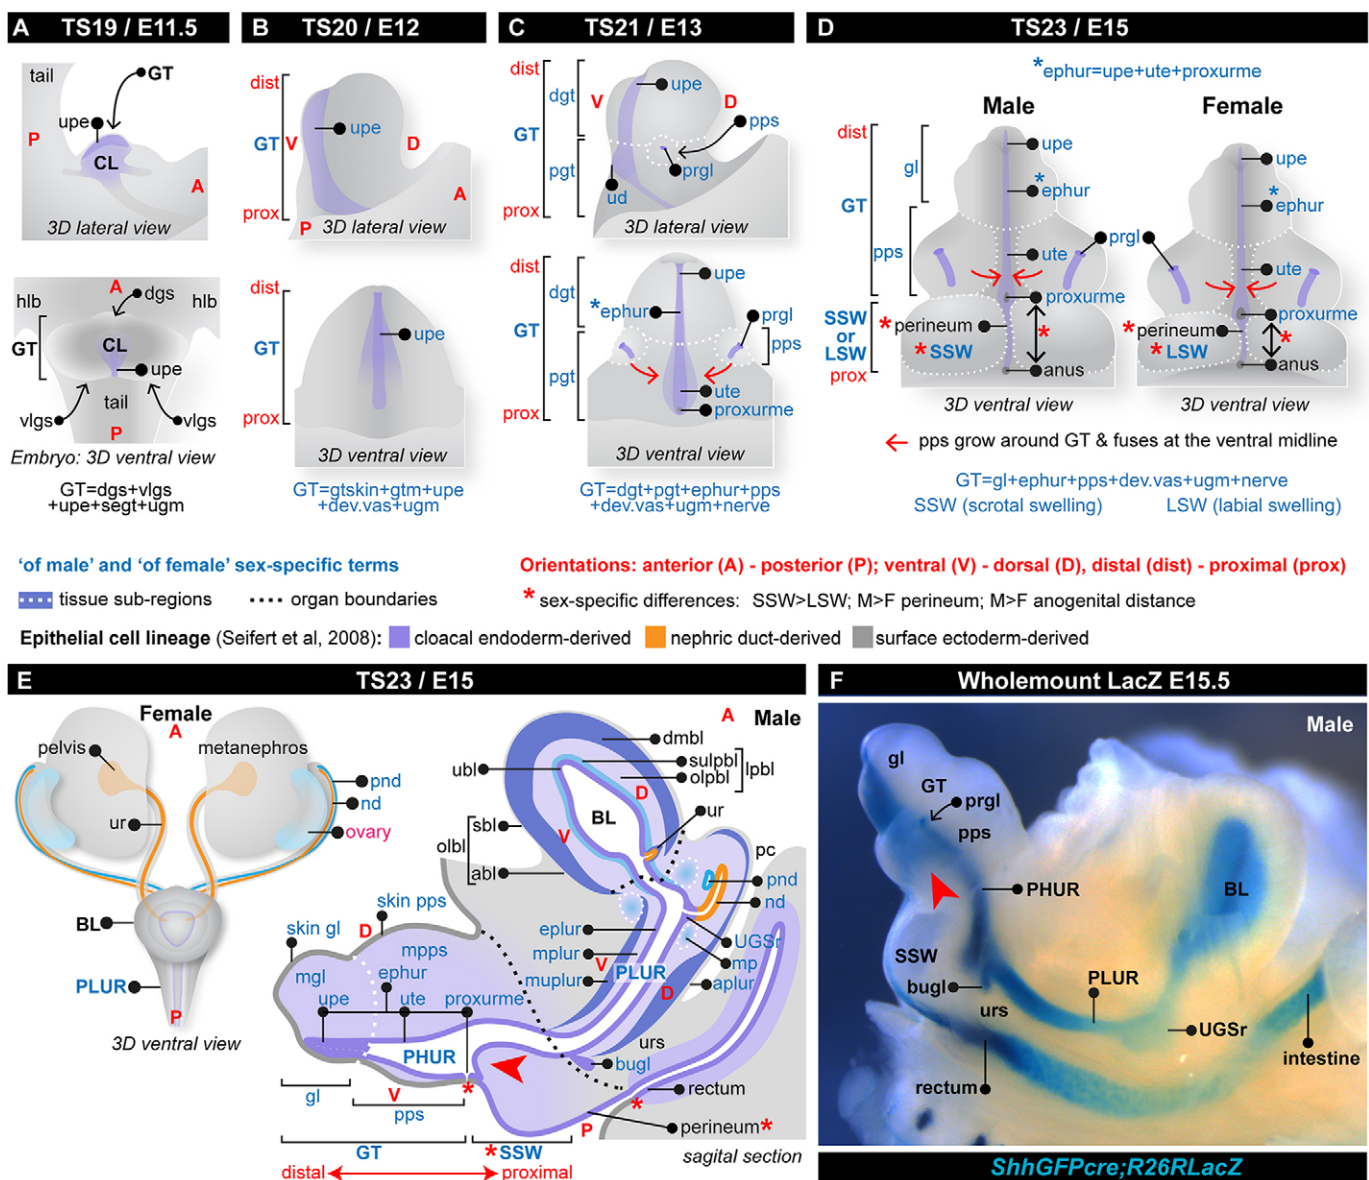 A TS19 / E11.5
tail
GT
upe
P
CL
A
3D lateral view
A
hlb
dgs
hlb
GT
CL
upe
tail
vlgs
vlgs
P
Embryo: 3D ventral view
GT=dgs+vlgs
+upe+segt+ugm
B TS20 / E12
dist
GT
V
upe
D
A
prox
P
3D lateral view
dist
GT
upe
prox
3D ventral view
GT=gtskin+gtm+upe
+dev.vas+ugm
C TS21 / E13
dist
dgt
V
upe
D
GT
pps
pgt
prgl
ud
prox
3D lateral view
dist
dgt
upe
*ephur
prgl
GT
pps
pgt
ute
prox
proxurme
3D ventral view
GT=dgt+pgt+ephur+pps
+dev.vas+ugm+nerve
D TS23 / E15
*ephur=upe+ute+proxurme
Male
Female
dist
gl
upe
upe
*
ephur
*
ephur
GT
pps
prgl
ute
ute
proxurme
proxurme
SSW
or
LSW
*perineum
*
*perineum
*
*SSW
*LSW
prox
anus
anus
3D ventral view
3D ventral view
← pps grow around GT & fuses at the ventral midline
GT=gl+ephur+pps+dev.vas+ugm+nerve
SSW (scrotal swelling)
LSW (labial swelling)
‘of male’ and ‘of female’ sex-specific terms
Orientations: anterior (A) - posterior (P); ventral (V) - dorsal (D), distal (dist) - proximal (prox)
tissue sub-regions
organ boundaries
* sex-specific differences: SSW>LSW; M>F perineum; M>F anogenital distance
Epithelial cell lineage (Seifert et al, 2008): cloacal endoderm-derived nephric duct-derived surface ectoderm-derived
E TS23 / E15
Female
A
pelvis
metanephros
pnd
nd
ur
ovary
BL
PLUR
P
3D ventral view
A Male
dmbl
sulpbl
ubl
olpbl
lpbl
D
BL
ur
sbl
V
olbl
pc
abl
pnd
skin pps
nd
skin gl
D
eplur
UGSr
mpps
mplur
V
mp
mgl
ephur
PLUR
muplur
aplur
D
upe
ute
proxurme
urs
PHUR
bugl
gl
V
*
rectum
pps
*
P
perineum*
GT
*SSW
sagital section
distal
proximal
F Wholemount LacZ E15.5
Male
gl
GT
prgl
pps
PHUR
BL
SSW
bugl
PLUR
urs
UGSr
intestine
rectum
ShhGFPcre;R26RLacZ